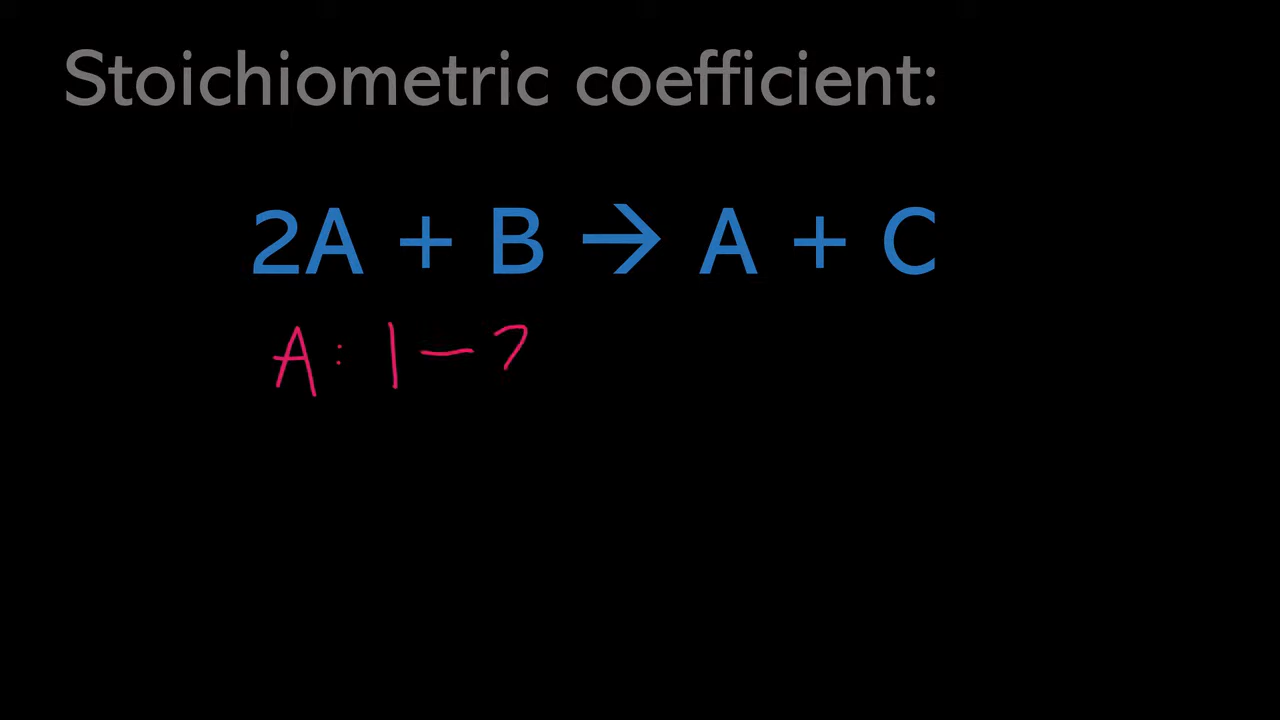 Stoichiometric coefficient:
2A + B → A + C
A: 1 — 2